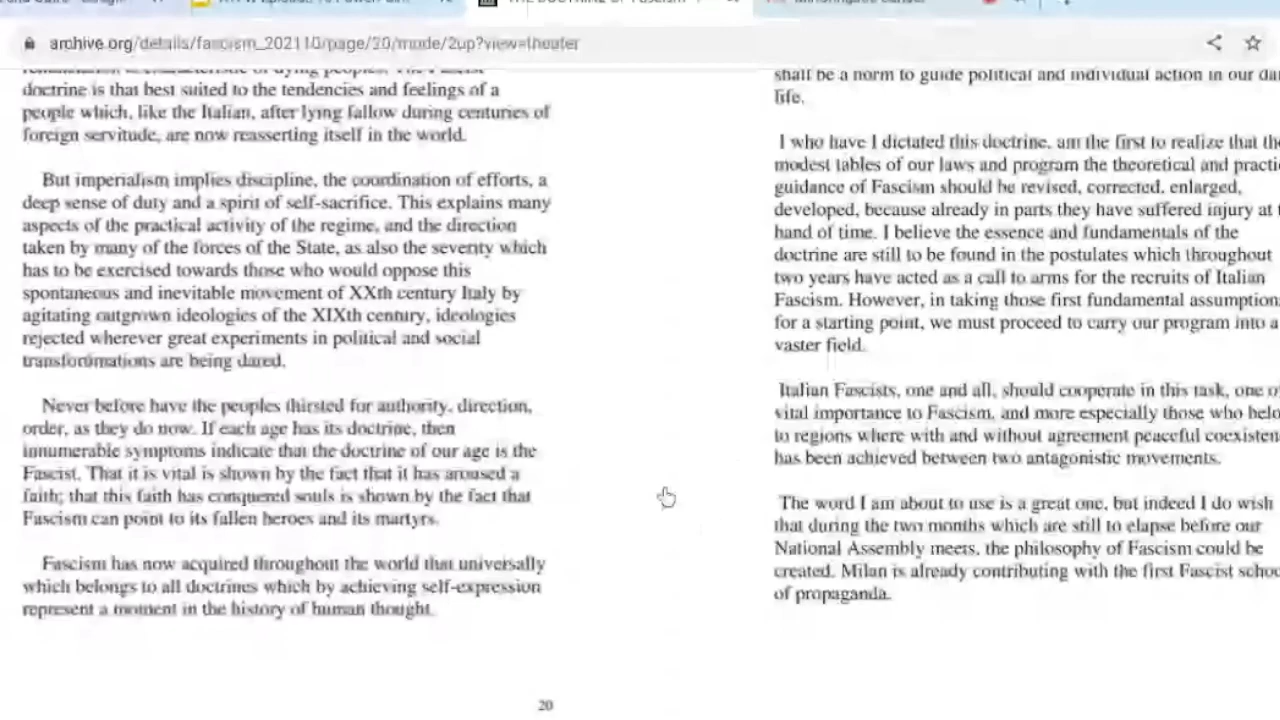 archive.org/details/fascism_202110/page/20/mode/2up?view=theater
doctrine is that best suited to the tendencies and feelings of a
people which, like the Italian, after lying fallow during centuries of
foreign servitude, are now reasserting itself in the world.
But imperialism implies discipline, the coordination of efforts, a
deep sense of duty and a spirit of self-sacrifice. This explains many
aspects of the practical activity of the regime, and the direction
taken by many of the forces of the State, as also the severity which
has to be exercised towards those who would oppose this
spontaneous and inevitable movement of XXth century Italy by
agitating outgrown ideologies of the XIXth century, ideologies
rejected wherever great experiments in political and social
transformations are being dared.
Never before have the peoples thirsted for authority, direction,
order, as they do now. If each age has its doctrine, then
innumerable symptoms indicate that the doctrine of our age is the
Fascist. That it is vital is shown by the fact that it has aroused a
faith; that this faith has conquered souls is shown by the fact that
Fascism can point to its fallen heroes and its martyrs.
Fascism has now acquired throughout the world that universally
which belongs to all doctrines which by achieving self-expression
represent a moment in the history of human thought.
20
shall be a norm to guide political and individual action in our dai
life.
I who have I dictated this doctrine, am the first to realize that the
modest tables of our laws and program the theoretical and practic
guidance of Fascism should be revised, corrected, enlarged,
developed, because already in parts they have suffered injury at t
hand of time. I believe the essence and fundamentals of the
doctrine are still to be found in the postulates which throughout
two years have acted as a call to arms for the recruits of Italian
Fascism. However, in taking those first fundamental assumption
for a starting point, we must proceed to carry our program into a
vaster field.
Italian Fascists, one and all, should cooperate in this task, one of
vital importance to Fascism, and more especially those who belo
to regions where with and without agreement peaceful coexisten
has been achieved between two antagonistic movements.
The word I am about to use is a great one, but indeed I do wish
that during the two months which are still to elapse before our
National Assembly meets, the philosophy of Fascism could be
created. Milan is already contributing with the first Fascist schoo
of propaganda.